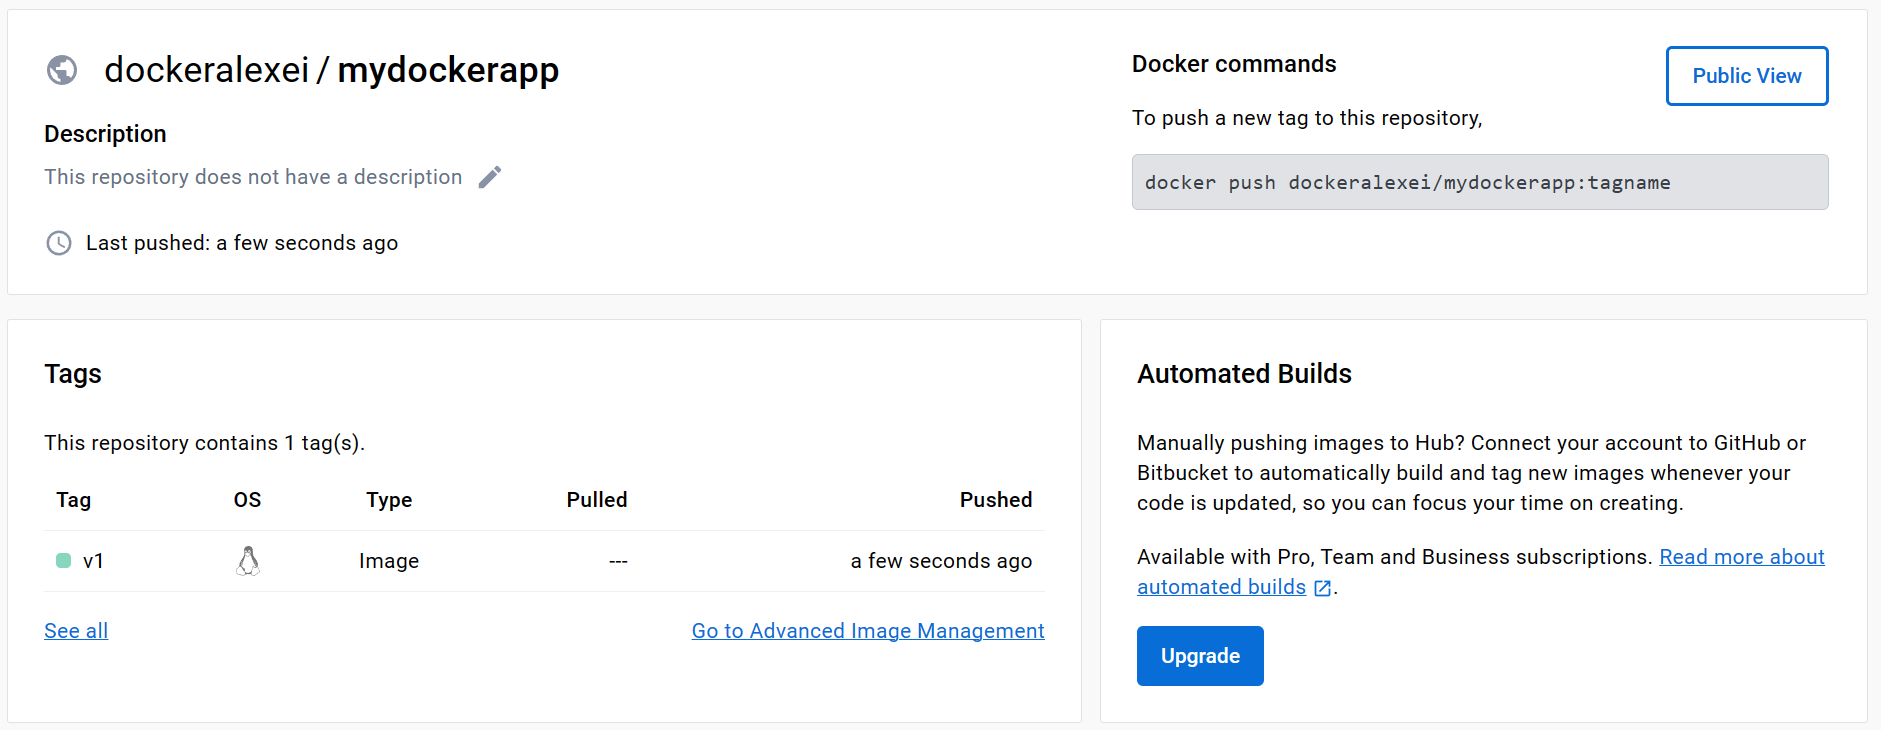 dockeralexei / mydockerapp
Description
This repository does not have a description
Last pushed: a few seconds ago
Docker commands
Public View
To push a new tag to this repository,
docker push dockeralexei/mydockerapp:tagname
Tags
This repository contains 1 tag(s).
Tag OS Type Pulled Pushed
v1 Image --- a few seconds ago
See all Go to Advanced Image Management
Automated Builds
Manually pushing images to Hub? Connect your account to GitHub or
Bitbucket to automatically build and tag new images whenever your
code is updated, so you can focus your time on creating.
Available with Pro, Team and Business subscriptions. Read more about
automated builds.
Upgrade